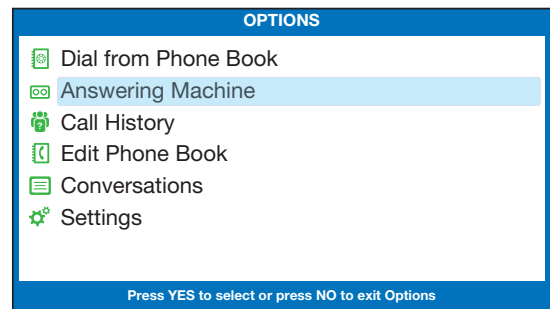 OPTIONS
Dial from Phone Book
Answering Machine
Call History
Edit Phone Book
Conversations
Settings
Press YES to select or press NO to exit Options